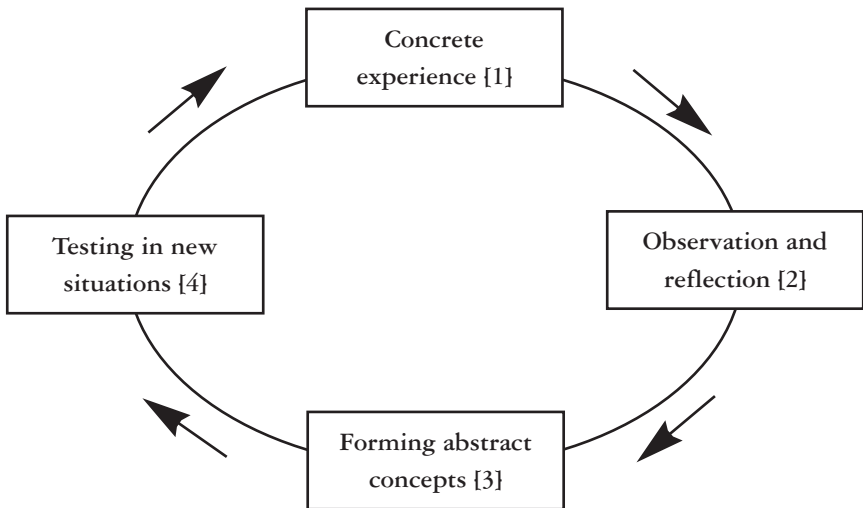 Concrete
experience {1}
Testing in new
situations {4}
Observation and
reflection {2}
Forming abstract
concepts {3}